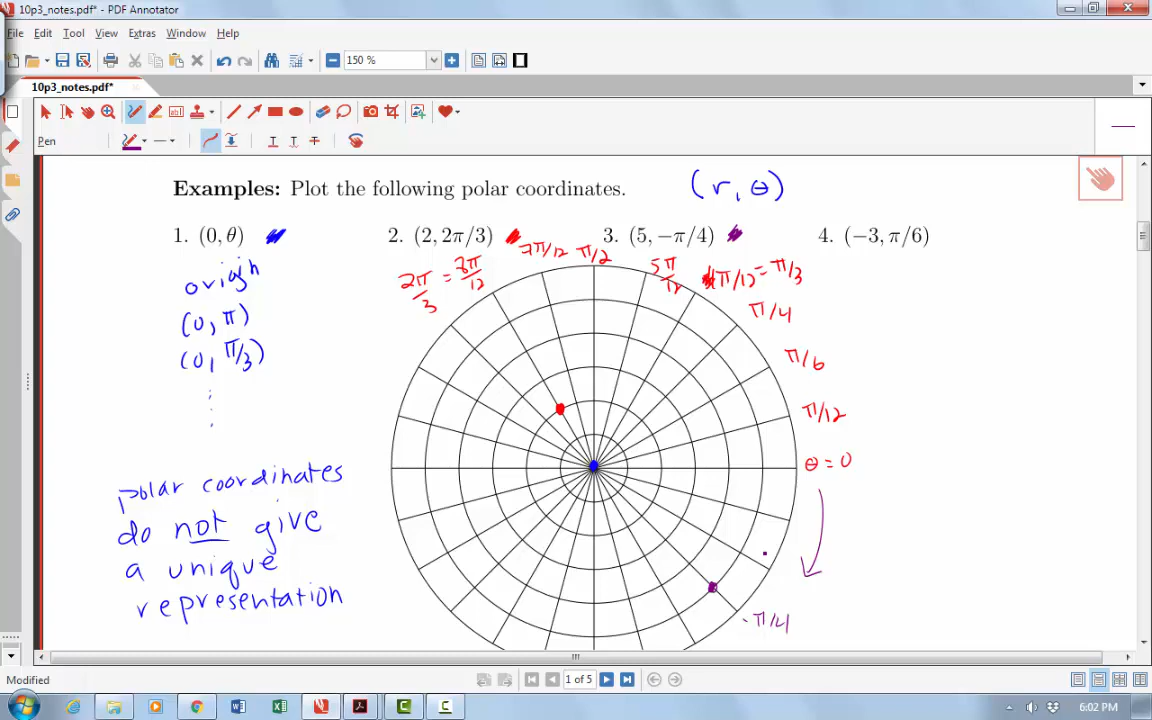 10p3_notes.pdf* - PDF Annotator
File Edit Tool View Extras Window Help
150 %
10p3_notes.pdf*
Pen
Examples: Plot the following polar coordinates. (r, θ)
1. (0, θ) 2. (2, 2π/3) 3. (5, −π/4) 4. (−3, π/6)
origin
(0, π)
(0, π/3)
⋮
polar coordinates
do not give
a unique
representation
2π/3 = 8π/12 7π/12 π/2 5π/12 4π/12 = π/3
π/4
π/6
π/12
θ = 0
-π/4
1 of 5
Modified
6:02 PM